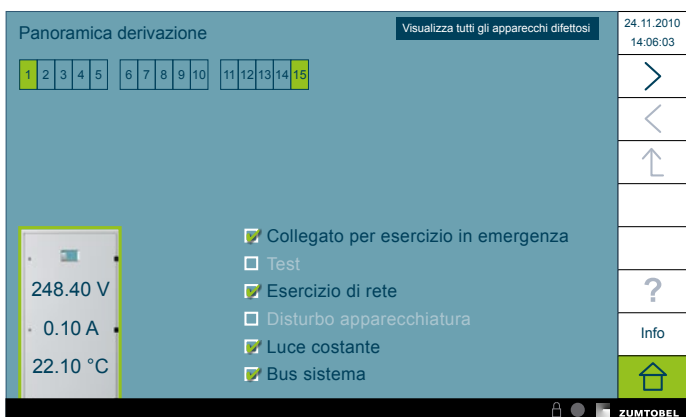 Panoramica derivazione
Visualizza tutti gli apparecchi difettosi
24.11.2010
14:06:03
1 2 3 4 5 6 7 8 9 10 11 12 13 14 15
Collegato per esercizio in emergenza
Test
Esercizio di rete
Disturbo apparecchiatura
Luce costante
Bus sistema
248.40 V
0.10 A
22.10 °C
?
Info
ZUMTOBEL